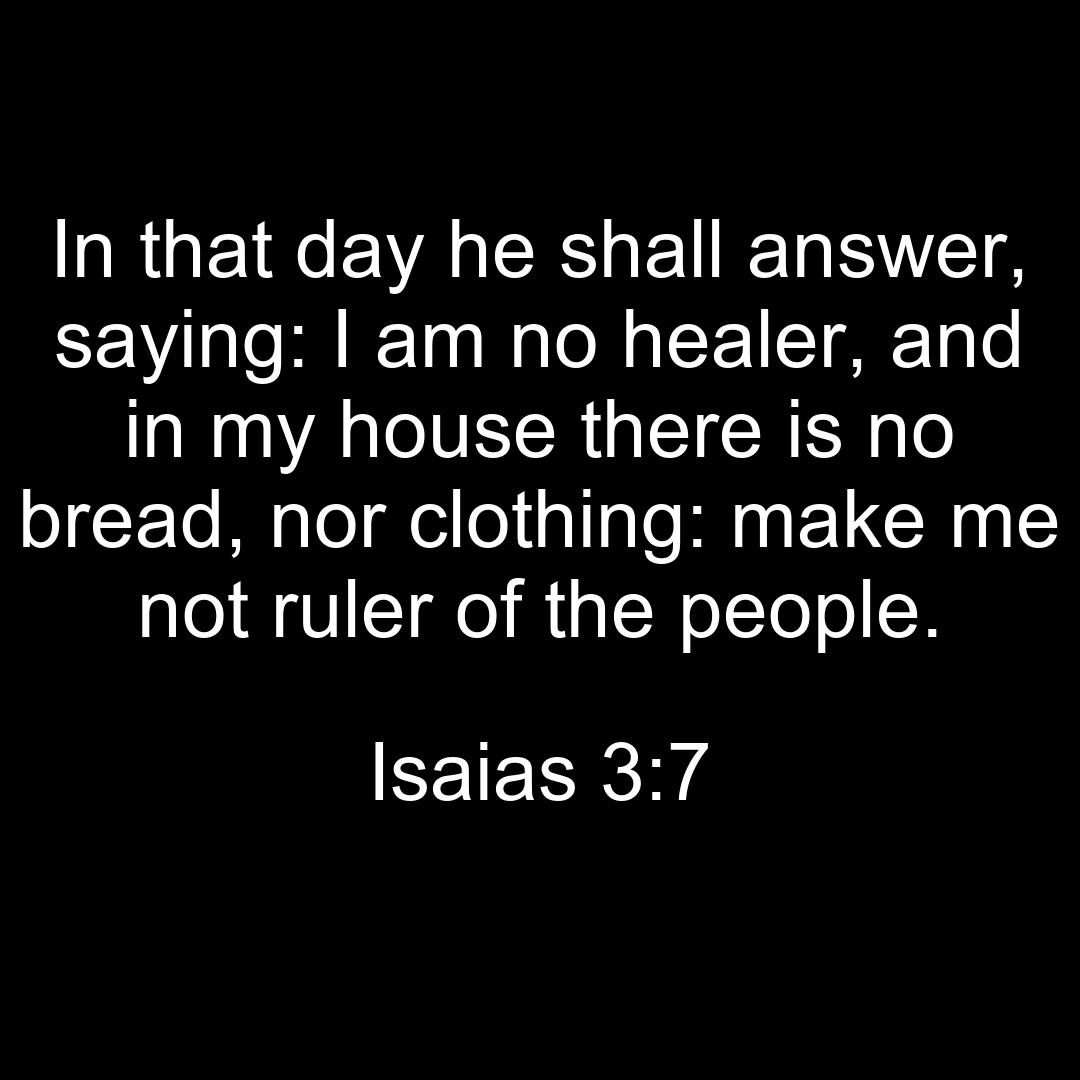 In that day he shall answer,
saying: I am no healer, and
in my house there is no
bread, nor clothing: make me
not ruler of the people.
Isaias 3:7